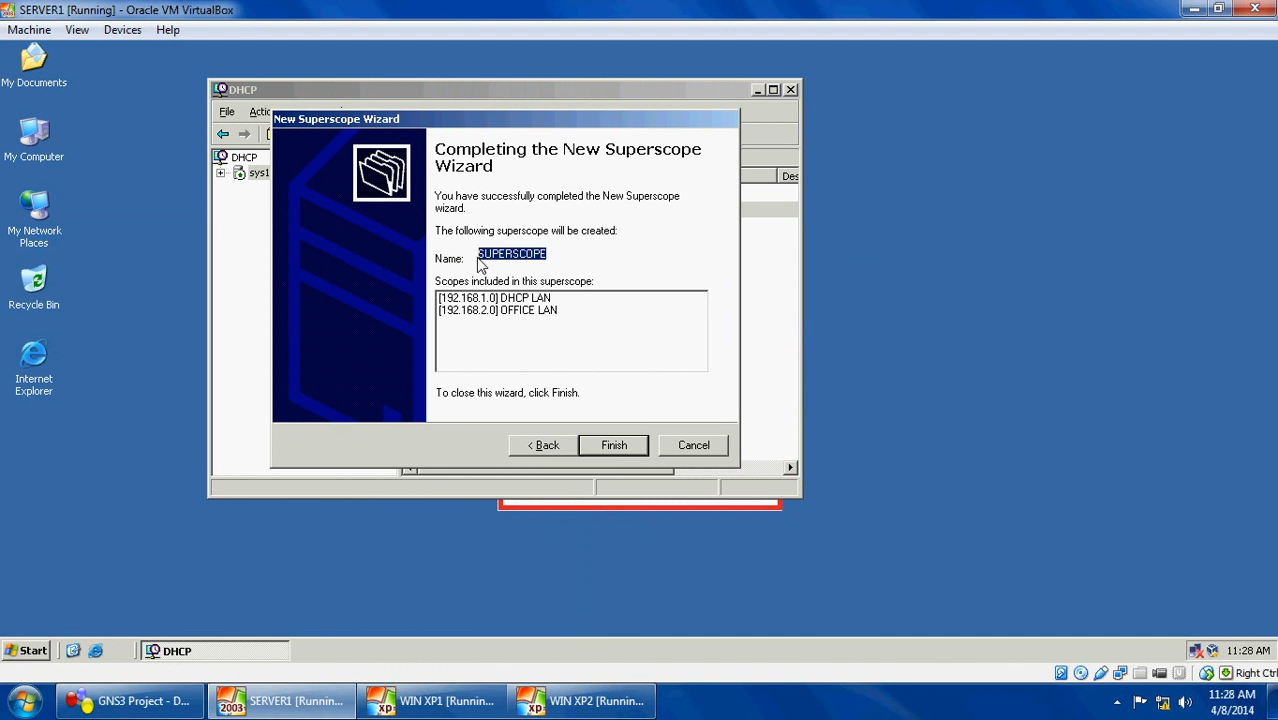 SERVER1 [Running] - Oracle VM VirtualBox
Machine View Devices Help
My Documents
My Computer
My Network
Places
Recycle Bin
Internet
Explorer
DHCP
File Actio
New Superscope Wizard
DHCP
sys1
Des
Completing the New Superscope
Wizard
You have successfully completed the New Superscope
wizard.
The following superscope will be created:
Name: SUPERSCOPE
Scopes included in this superscope:
[192.168.1.0] DHCP LAN
[192.168.2.0] OFFICE LAN
To close this wizard, click Finish.
< Back Finish Cancel
Start DHCP 11:28 AM
Right Ctrl
GNS3 Project - D... SERVER1 [Runnin... WIN XP1 [Runnin... WIN XP2 [Runnin...
11:28 AM
4/8/2014